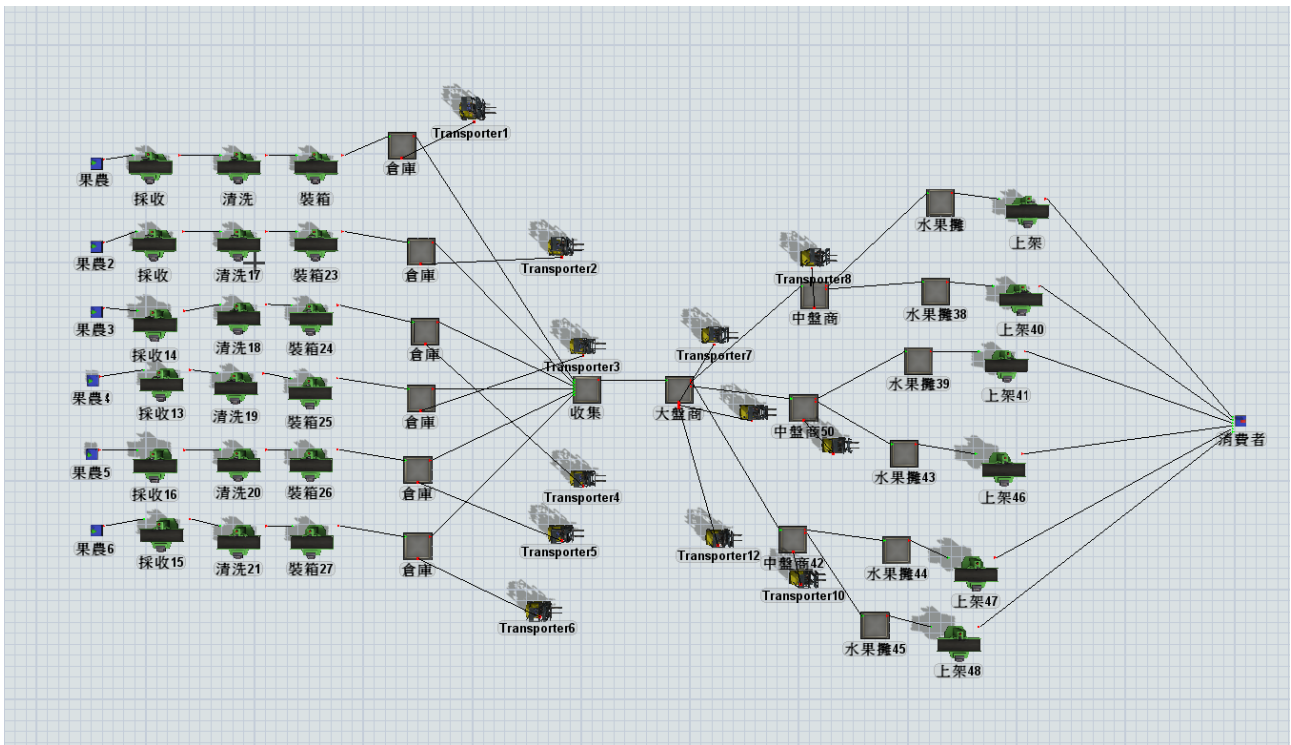 Transporter1
果農
採收
清洗
裝箱
倉庫
果農2
採收
清洗17
裝箱23
倉庫
Transporter2
果農3
採收14
清洗18
裝箱24
倉庫
Transporter3
果農4
採收13
清洗19
裝箱25
倉庫
收集
Transporter4
果農5
採收16
清洗20
裝箱26
倉庫
Transporter5
果農6
採收15
清洗21
裝箱27
倉庫
Transporter6
大盤商
Transporter7
Transporter12
Transporter8
中盤商
中盤商50
中盤商42
Transporter10
水果攤
上架
水果攤38
上架40
水果攤39
上架41
水果攤43
上架46
水果攤44
上架47
水果攤45
上架48
消費者